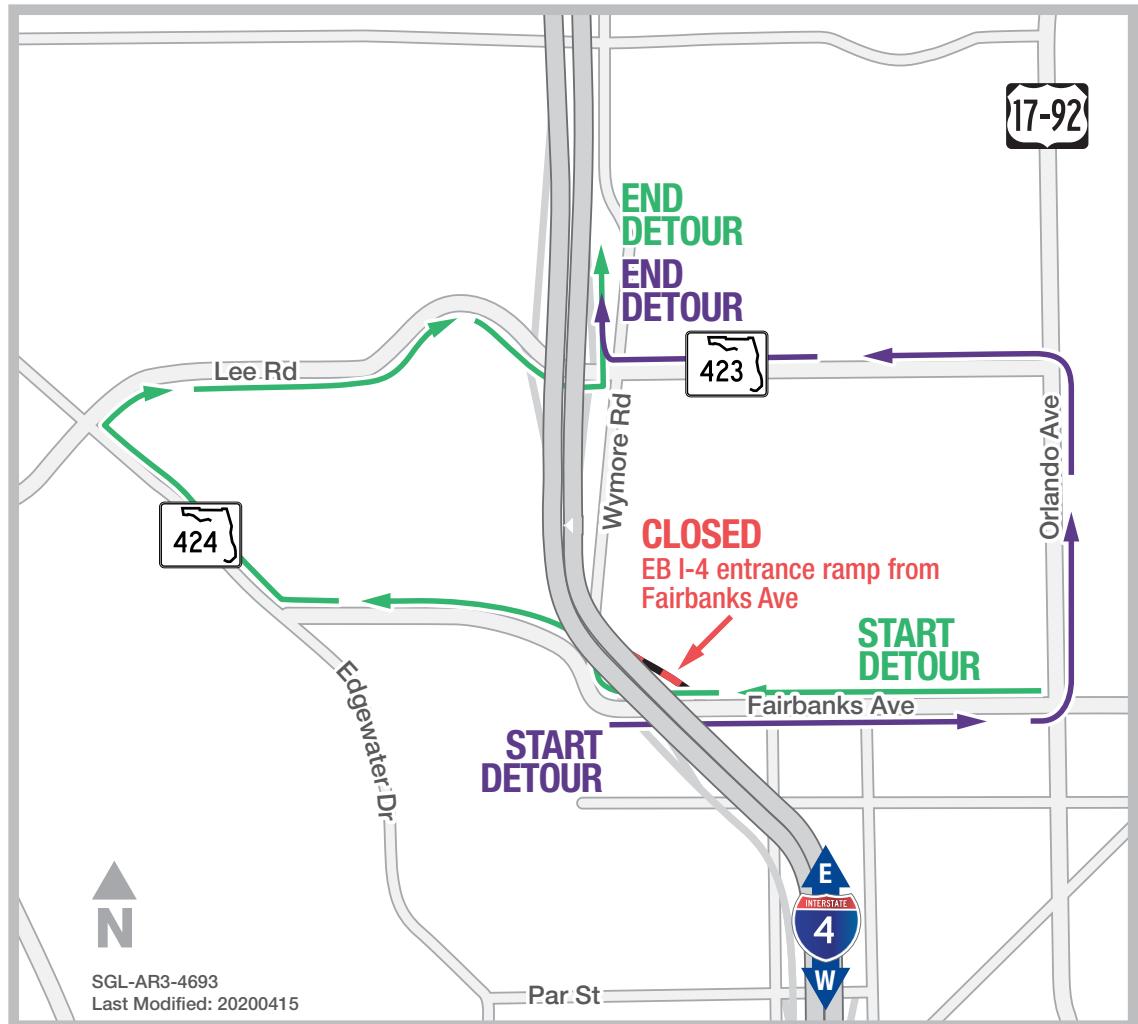 17-92
END
DETOUR
END
DETOUR
423
Lee Rd
Wymore Rd
Orlando Ave
424
CLOSED
EB I-4 entrance ramp from
Fairbanks Ave
START
DETOUR
Fairbanks Ave
START
DETOUR
Edgewater Dr
E
INTERSTATE
4
W
N
SGL-AR3-4693
Last Modified: 20200415
Par St